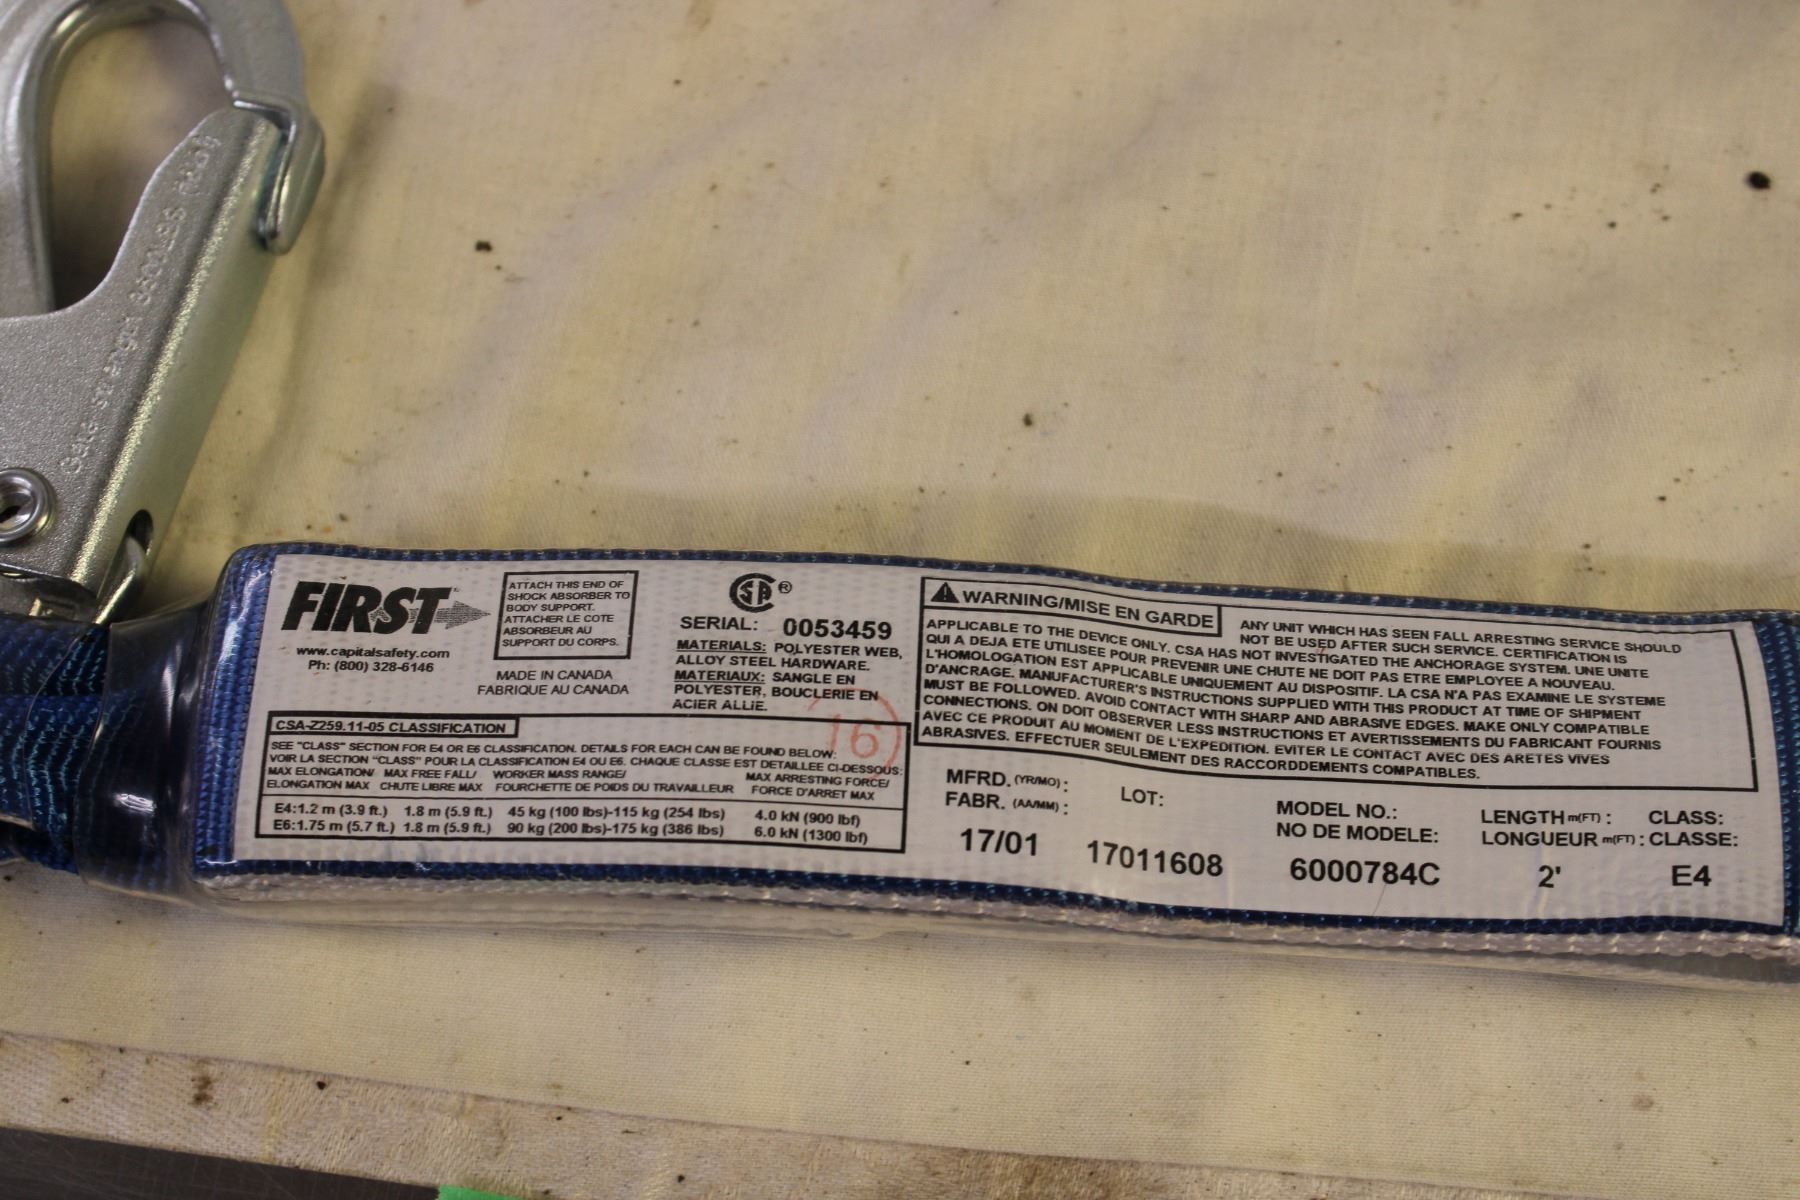 Gate strength 3600LBS
FIRST
www.capitalsafety.com
Ph: (800) 328-6146
ATTACH THIS END OF
SHOCK ABSORBER TO
BODY SUPPORT.
ATTACHER LE COTE
ABSORBEUR AU
SUPPORT DU CORPS.
MADE IN CANADA
FABRIQUE AU CANADA
CSA-Z259.11-05 CLASSIFICATION
SEE "CLASS" SECTION FOR E4 OR E6 CLASSIFICATION. DETAILS FOR EACH CAN BE FOUND BELOW:
VOIR LA SECTION "CLASS" POUR LA CLASSIFICATION E4 OU E6. CHAQUE CLASSE EST DETAILLEE CI-DESSOUS:
MAX ELONGATION/ MAX FREE FALL/ WORKER MASS RANGE/ MAX ARRESTING FORCE/
ELONGATION MAX CHUTE LIBRE MAX FOURCHETTE DE POIDS DU TRAVAILLEUR FORCE D'ARRET MAX
E4:1.2 m (3.9 ft.) 1.8 m (5.9 ft.) 45 kg (100 lbs)-115 kg (254 lbs) 4.0 kN (900 lbf)
E6:1.75 m (5.7 ft.) 1.8 m (5.9 ft.) 90 kg (200 lbs)-175 kg (386 lbs) 6.0 kN (1300 lbf)
CSA ®
SERIAL: 0053459
MATERIALS: POLYESTER WEB,
ALLOY STEEL HARDWARE.
MATERIAUX: SANGLE EN
POLYESTER, BOUCLERIE EN
ACIER ALLIE.
6
WARNING/MISE EN GARDE
ANY UNIT WHICH HAS SEEN FALL ARRESTING SERVICE SHOULD
NOT BE USED AFTER SUCH SERVICE. CERTIFICATION IS
APPLICABLE TO THE DEVICE ONLY. CSA HAS NOT INVESTIGATED THE ANCHORAGE SYSTEM. UNE UNITE
QUI A DEJA ETE UTILISEE POUR PREVENIR UNE CHUTE NE DOIT PAS ETRE EMPLOYEE A NOUVEAU.
L'HOMOLOGATION EST APPLICABLE UNIQUEMENT AU DISPOSITIF. LA CSA N'A PAS EXAMINE LE SYSTEME
D'ANCRAGE. MANUFACTURER'S INSTRUCTIONS SUPPLIED WITH THIS PRODUCT AT TIME OF SHIPMENT
MUST BE FOLLOWED. AVOID CONTACT WITH SHARP AND ABRASIVE EDGES. MAKE ONLY COMPATIBLE
CONNECTIONS. ON DOIT OBSERVER LESS INSTRUCTIONS ET AVERTISSEMENTS DU FABRICANT FOURNIS
AVEC CE PRODUIT AU MOMENT DE L'EXPEDITION. EVITER LE CONTACT AVEC DES ARETES VIVES
ABRASIVES. EFFECTUER SEULEMENT DES RACCORDDEMENTS COMPATIBLES.
MFRD. (YR/MO) :
FABR. (AA/MM) :
17/01
LOT:
17011608
MODEL NO.:
NO DE MODELE:
6000784C
LENGTH m(FT) :
LONGUEUR m(FT) :
2'
CLASS:
CLASSE:
E4